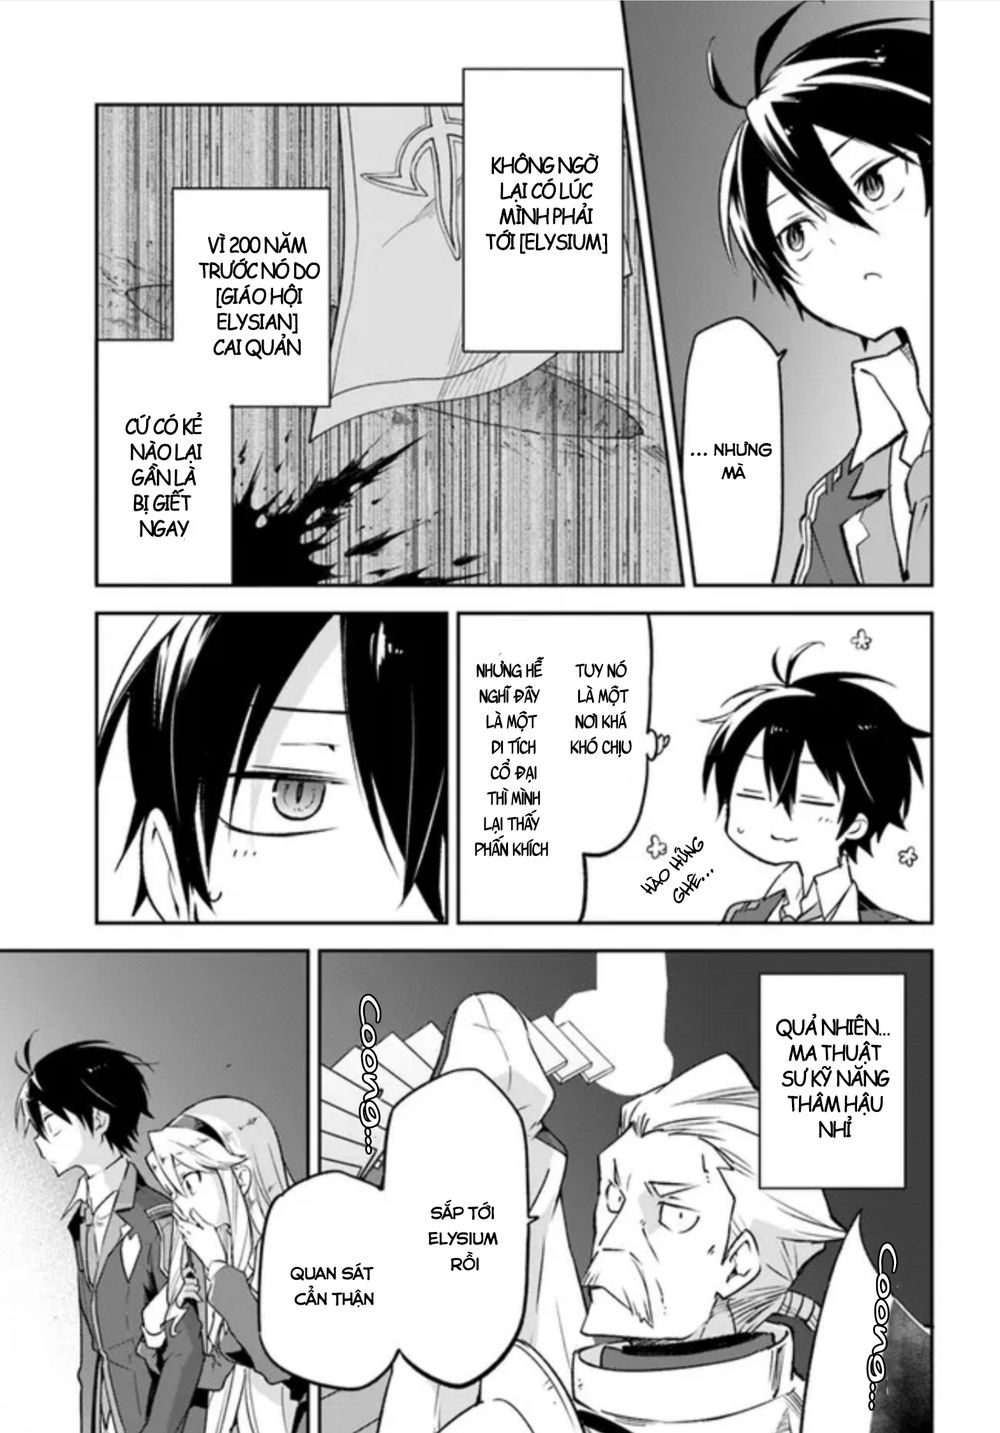 KHÔNG NGỜ
LẠI CÓ LÚC
MÌNH PHẢI
TỚI [ELYSIUM]
VÌ 200 NĂM
TRƯỚC NÓ DO
[GIÁO HỘI
ELYSIAN]
CAI QUẢN
CỨ CÓ KẺ
NÀO LẠI
GẦN LÀ
BỊ GIẾT
NGAY
... NHƯNG
MÀ
TUY NÓ
LÀ MỘT
NƠI KHÁ
KHÓ CHỊU
NHƯNG HỄ
NGHĨ ĐÂY
LÀ MỘT
DI TÍCH
CỔ ĐẠI
THÌ MÌNH
LẠI THẤY
PHẤN KHÍCH
HÀO HỨNG
GHÊ...
QUẢ NHIÊN...
MA THUẬT
SƯ KỸ NĂNG
THÂM HẬU
NHỈ
Coong...
SẮP TỚI
ELYSIUM
RỒI
QUAN SÁT
CẨN THẬN
Coong...